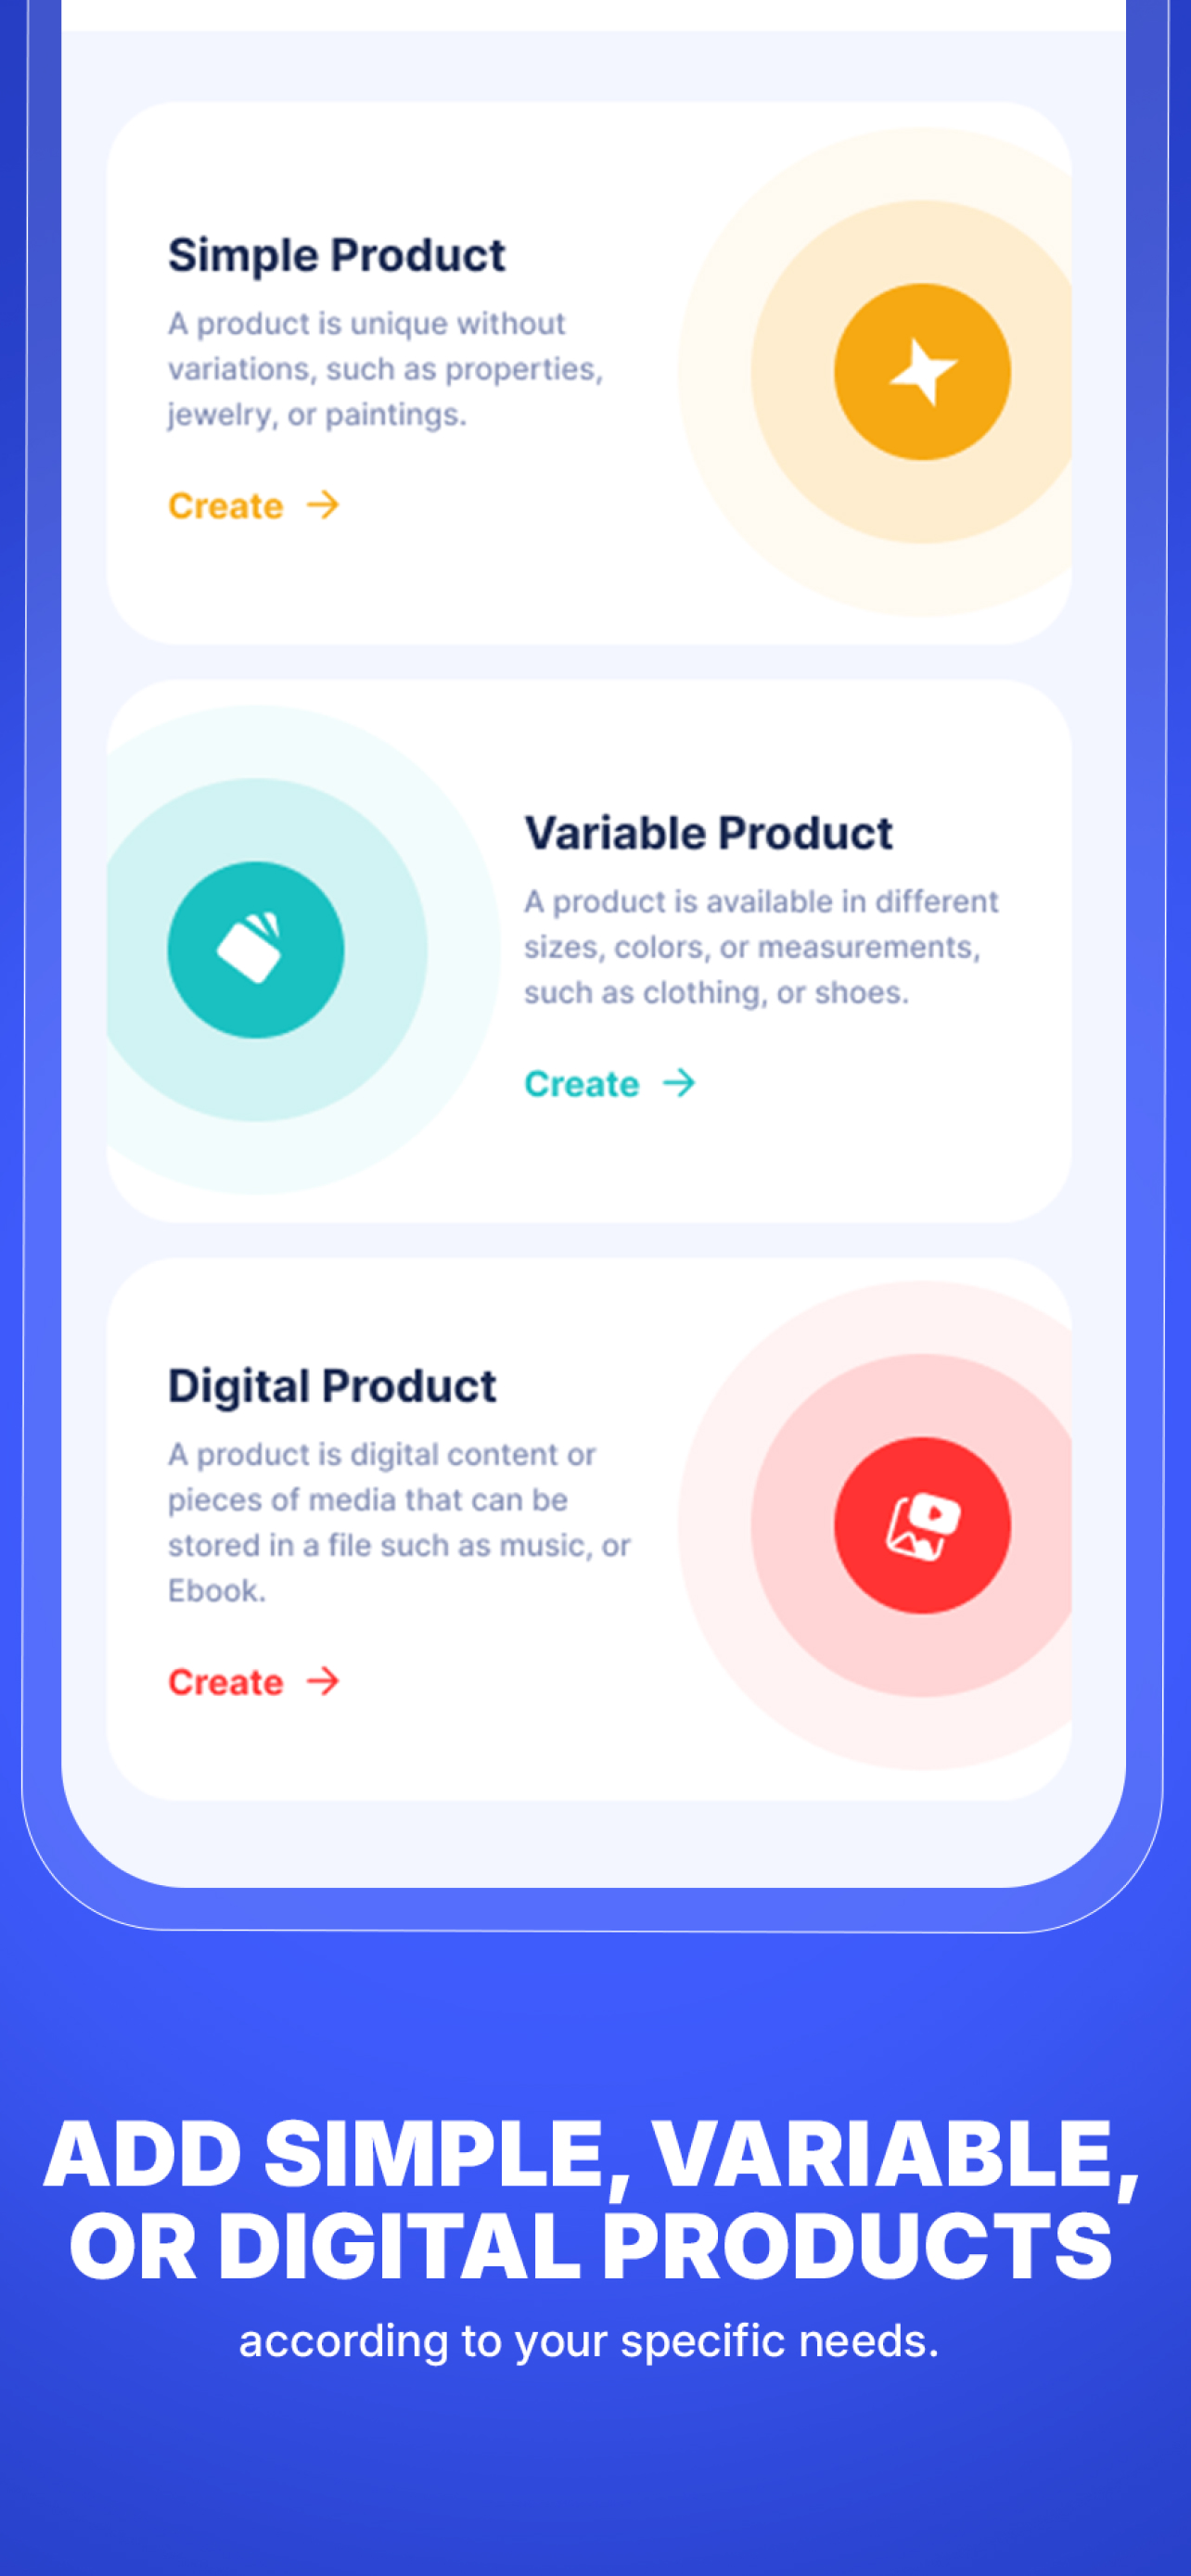 Simple Product
A product is unique without
variations, such as properties,
jewelry, or paintings.
Create
Variable Product
A product is available in different
sizes, colors, or measurements,
such as clothing, or shoes.
Create
Digital Product
A product is digital content or
pieces of media that can be
stored in a file such as music, or
Ebook.
Create
ADD SIMPLE, VARIABLE,
OR DIGITAL PRODUCTS
according to your specific needs.